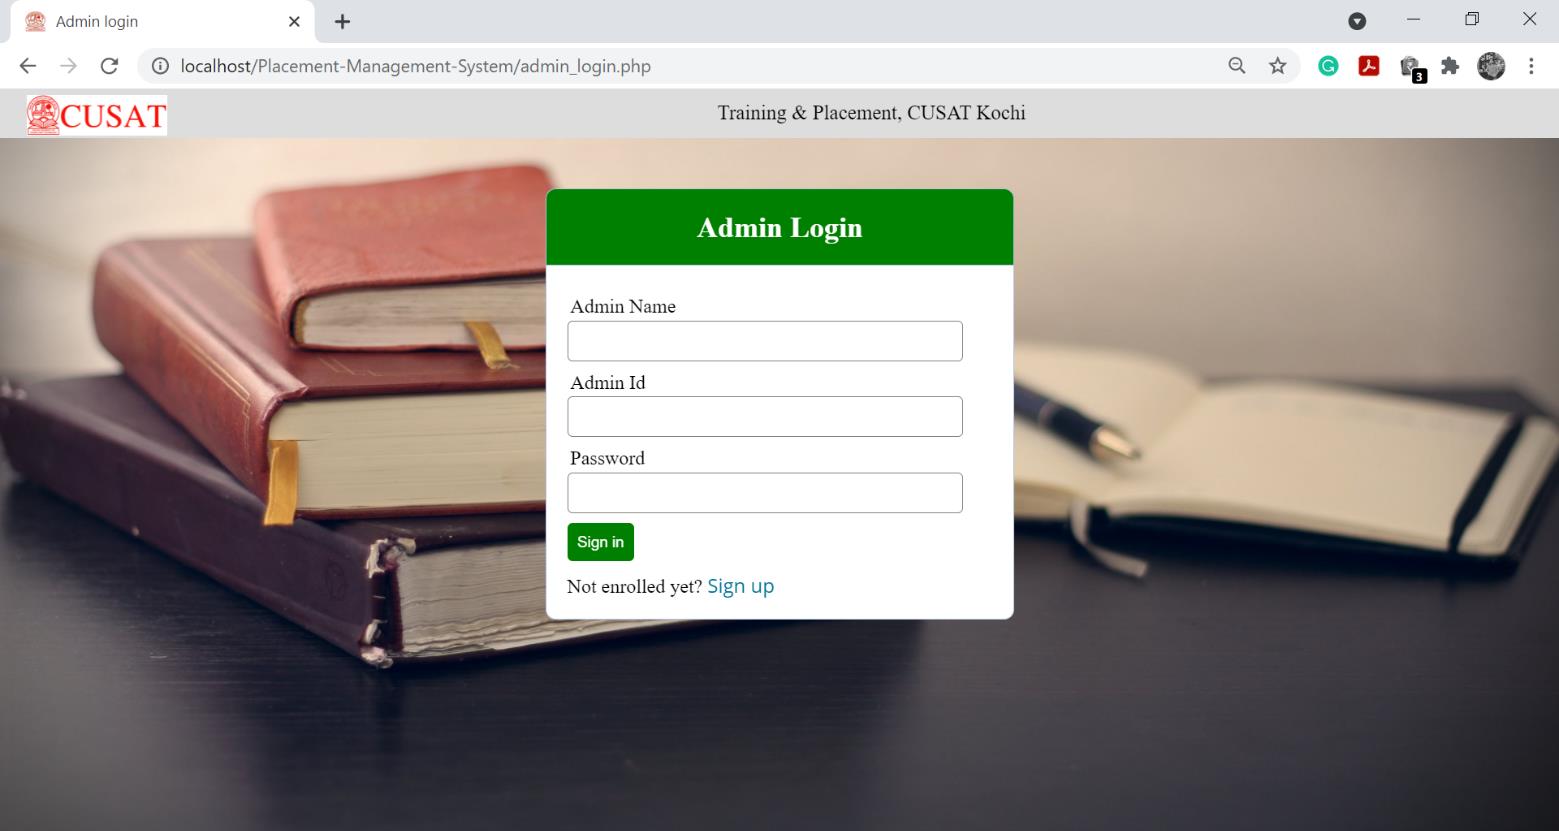 Admin login
localhost/Placement-Management-System/admin_login.php
3
CUSAT
Training & Placement, CUSAT Kochi
Admin Login
Admin Name
Admin Id
Password
Sign in
Not enrolled yet? Sign up